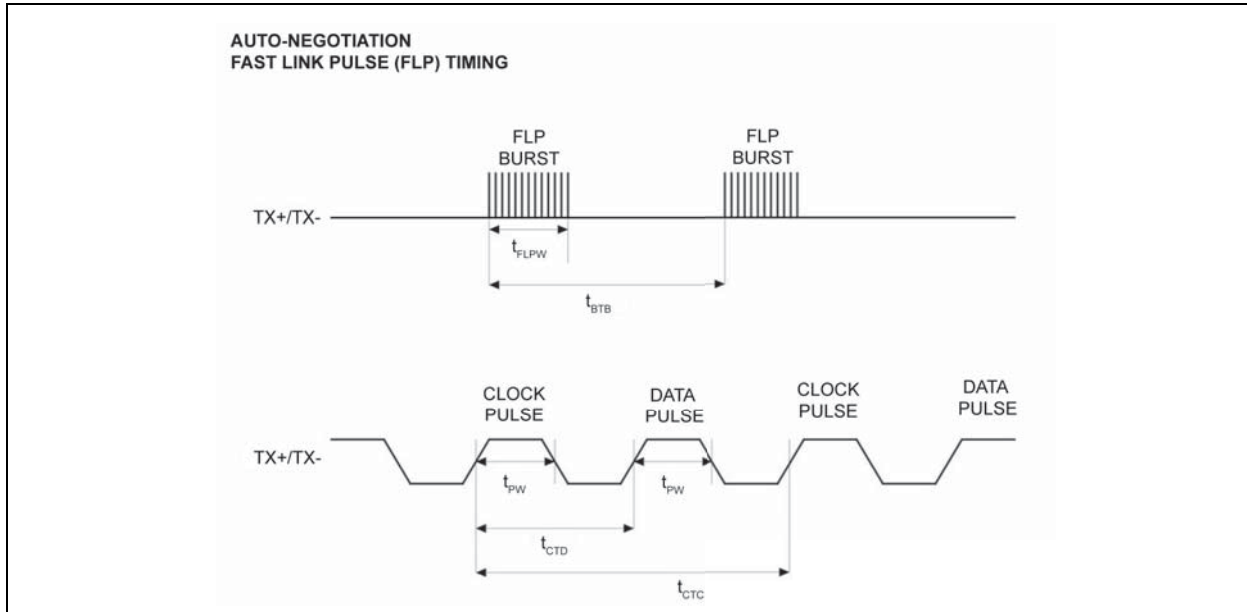 AUTO-NEGOTIATION
FAST LINK PULSE (FLP) TIMING
FLP
BURST
FLP
BURST
TX+/TX-
tFLPW
tBTB
CLOCK
PULSE
DATA
PULSE
CLOCK
PULSE
DATA
PULSE
TX+/TX-
tPW
tPW
tCTD
tCTC